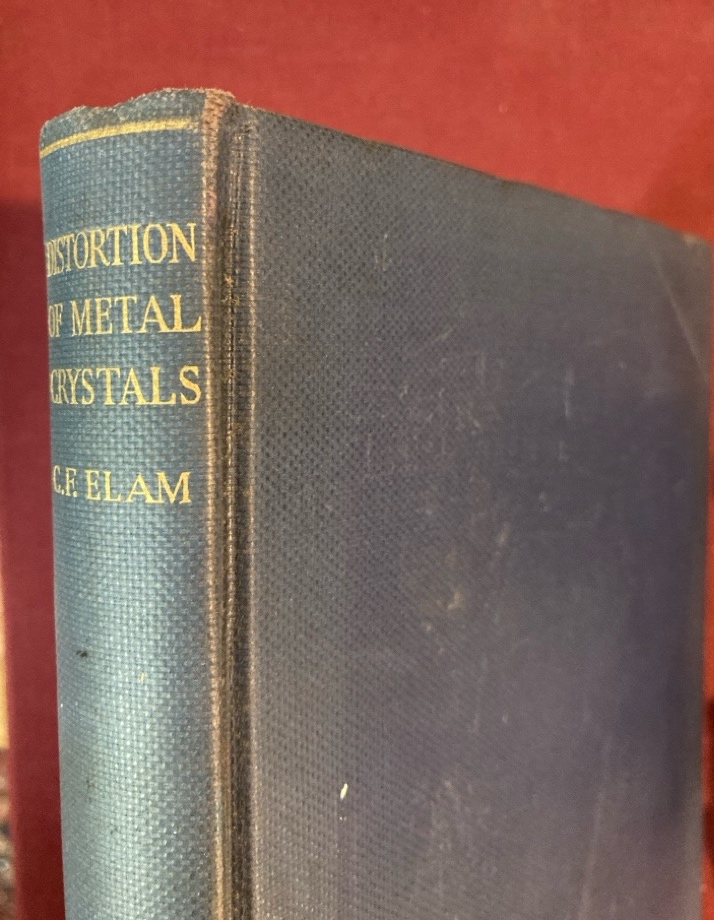 DISTORTION
OF METAL
CRYSTALS
C.F. ELAM